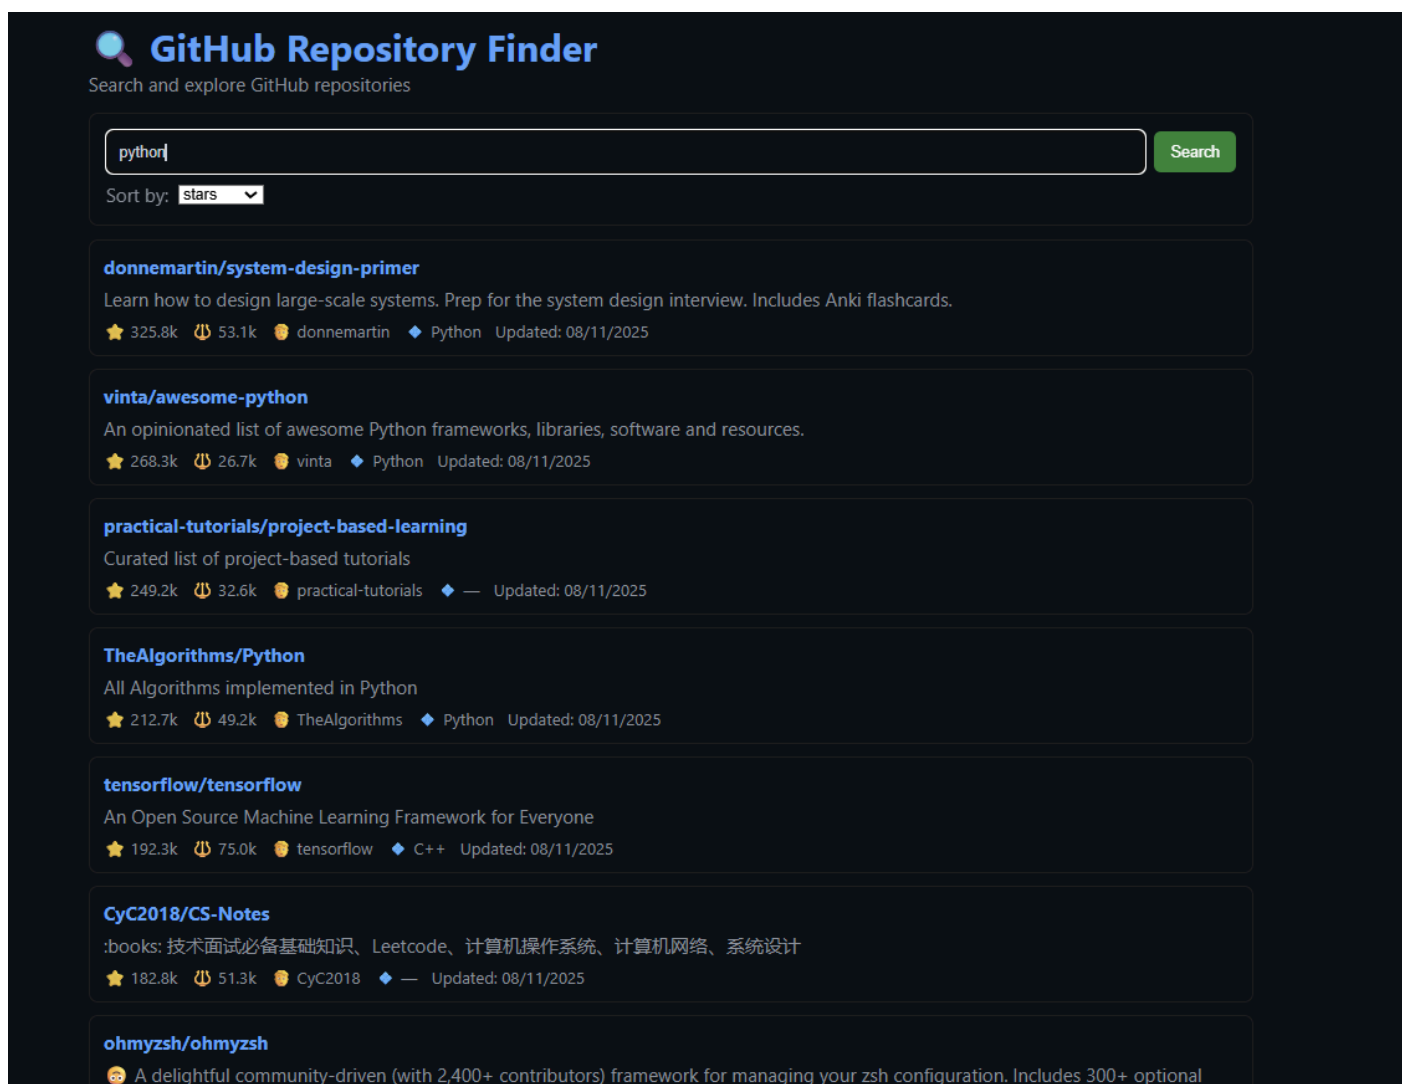 GitHub Repository Finder
Search and explore GitHub repositories
python
Search
Sort by: stars
donnemartin/system-design-primer
Learn how to design large-scale systems. Prep for the system design interview. Includes Anki flashcards.
325.8k 53.1k donnemartin Python Updated: 08/11/2025
vinta/awesome-python
An opinionated list of awesome Python frameworks, libraries, software and resources.
268.3k 26.7k vinta Python Updated: 08/11/2025
practical-tutorials/project-based-learning
Curated list of project-based tutorials
249.2k 32.6k practical-tutorials — Updated: 08/11/2025
TheAlgorithms/Python
All Algorithms implemented in Python
212.7k 49.2k TheAlgorithms Python Updated: 08/11/2025
tensorflow/tensorflow
An Open Source Machine Learning Framework for Everyone
192.3k 75.0k tensorflow C++ Updated: 08/11/2025
CyC2018/CS-Notes
:books: 技术面试必备基础知识、Leetcode、计算机操作系统、计算机网络、系统设计
182.8k 51.3k CyC2018 — Updated: 08/11/2025
ohmyzsh/ohmyzsh
A delightful community-driven (with 2,400+ contributors) framework for managing your zsh configuration. Includes 300+ optional